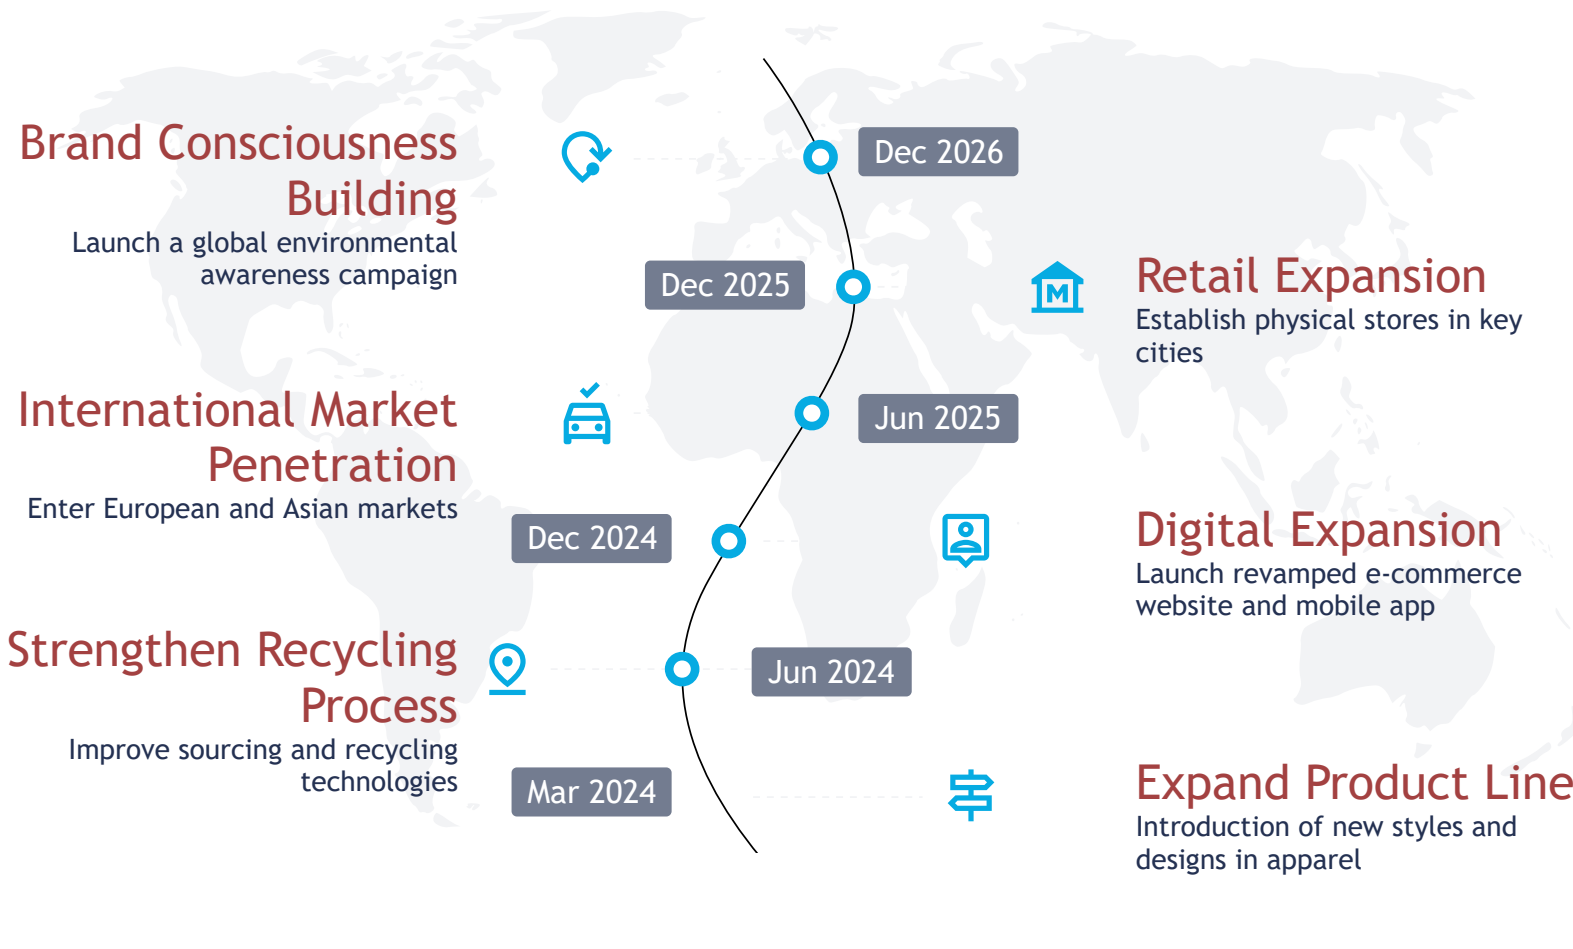 Brand Consciousness
Building
Launch a global environmental
awareness campaign
Dec 2026
Dec 2025
Retail Expansion
Establish physical stores in key
cities
International Market
Penetration
Enter European and Asian markets
Jun 2025
Dec 2024
Digital Expansion
Launch revamped e-commerce
website and mobile app
Strengthen Recycling
Process
Improve sourcing and recycling
technologies
Jun 2024
Mar 2024
Expand Product Line
Introduction of new styles and
designs in apparel